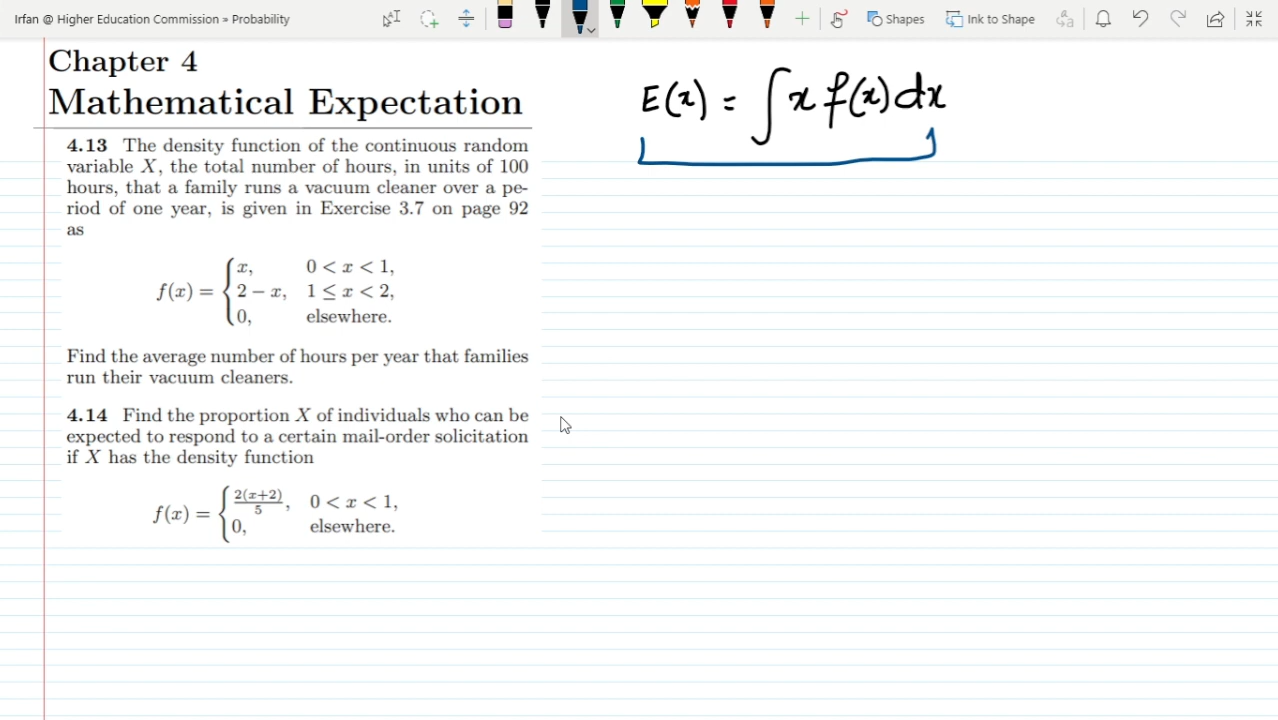 Irfan @ Higher Education Commission » Probability
Shapes
Ink to Shape
Chapter 4
Mathematical Expectation
4.13 The density function of the continuous random
variable X, the total number of hours, in units of 100
hours, that a family runs a vacuum cleaner over a pe-
riod of one year, is given in Exercise 3.7 on page 92
as
f(x) = { x, 0 < x < 1,
2 − x, 1 ≤ x < 2,
0, elsewhere.
Find the average number of hours per year that families
run their vacuum cleaners.
4.14 Find the proportion X of individuals who can be
expected to respond to a certain mail-order solicitation
if X has the density function
f(x) = { 2(x+2)/5, 0 < x < 1,
0, elsewhere.
E(x) = ∫ x f(x) dx